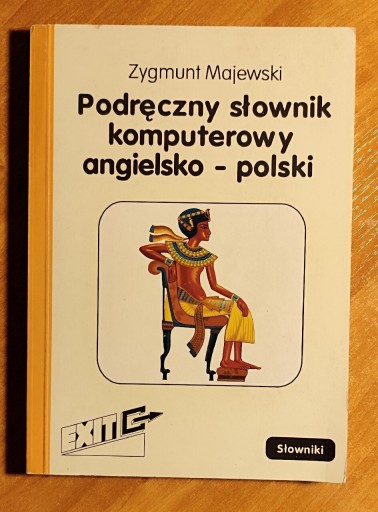 Zygmunt Majewski
Podręczny słownik
komputerowy
angielsko - polski
EXIT
Słowniki